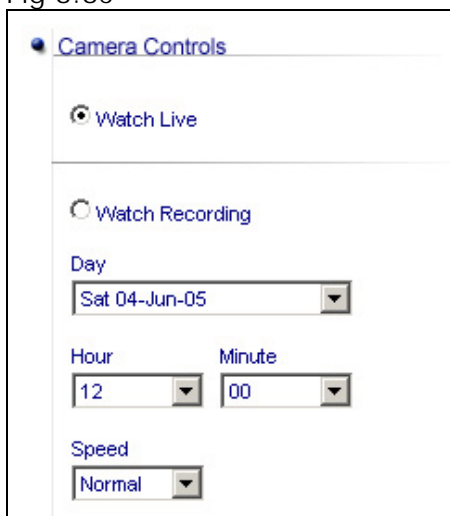 Camera Controls
Watch Live
Watch Recording
Day
Sat 04-Jun-05
Hour Minute
12 00
Speed
Normal